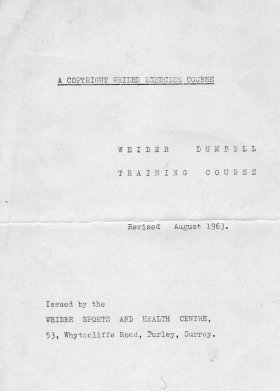 A COPYRIGHT WEIDER EXERCISE COURSE
WEIDER DUMBELL
TRAINING COURSE
Revised August 1963.
Issued by the
WEIDER SPORTS AND HEALTH CENTRE,
53, Whytecliffe Road, Purley, Surrey.